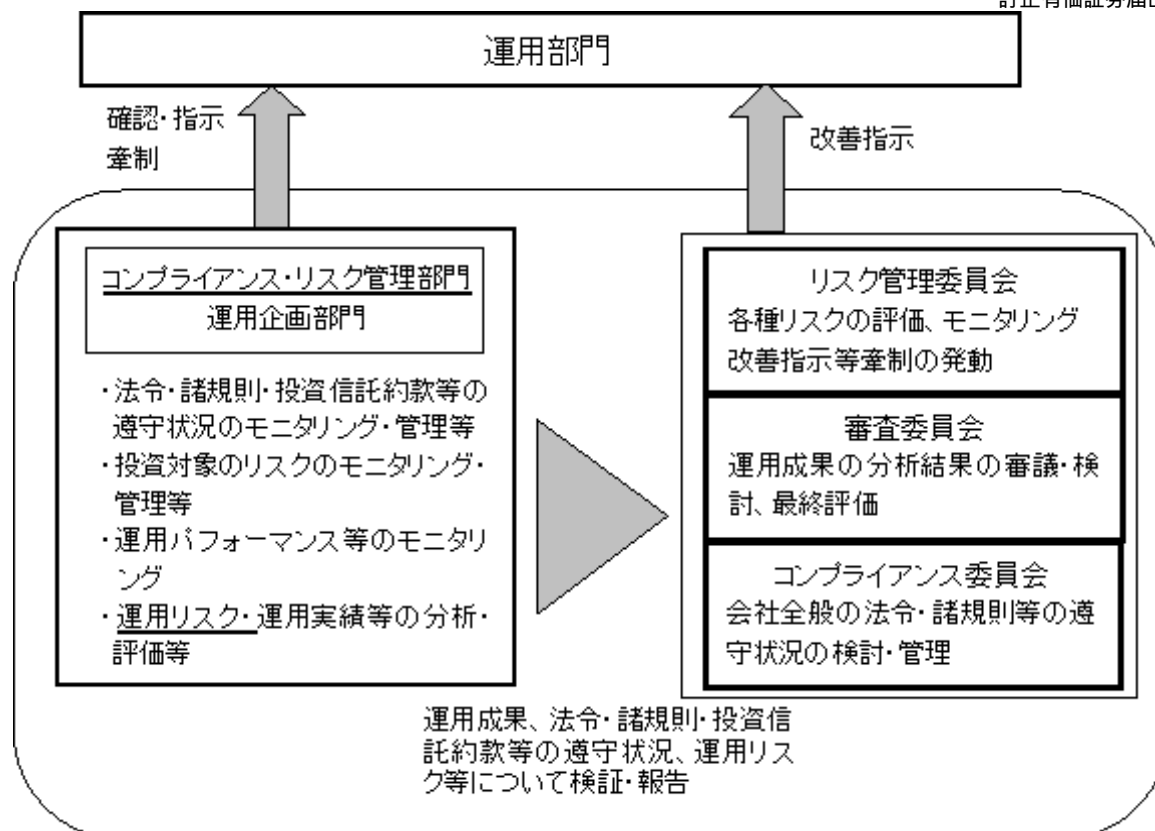 運用部門
確認・指示
牽制
改善指示
コンプライアンス・リスク管理部門
運用企画部門
・法令・諸規則・投資信託約款等の
遵守状況のモニタリング・管理等
・投資対象のリスクのモニタリング・
管理等
・運用パフォーマンス等のモニタリ
ング
・運用リスク・運用実績等の分析・
評価等
リスク管理委員会
各種リスクの評価、モニタリング
改善指示等牽制の発動
審査委員会
運用成果の分析結果の審議・検
討、最終評価
コンプライアンス委員会
会社全般の法令・諸規則等の遵
守状況の検討・管理
運用成果、法令・諸規則・投資信
託約款等の遵守状況、運用リス
ク等について検証・報告